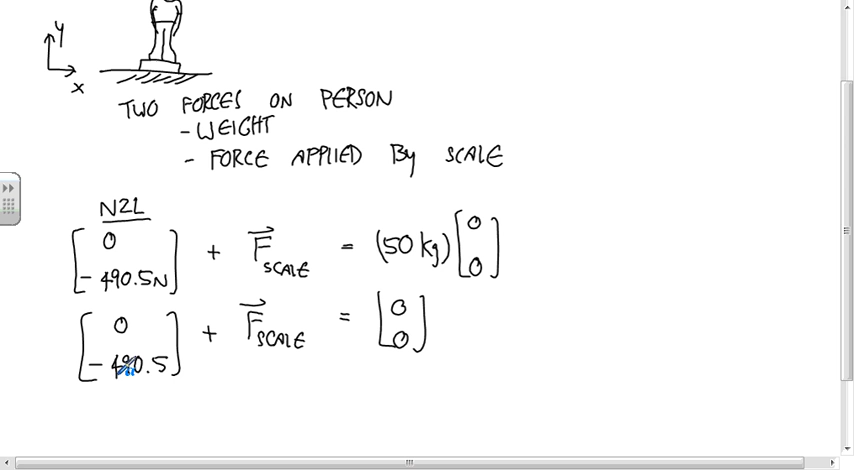 y
x
TWO FORCES ON PERSON
- WEIGHT
- FORCE APPLIED BY SCALE
N2L
[0 -490.5N] + F⃗SCALE = (50 kg) [0 0]
[0 -490.5] + F⃗SCALE = [0 0]